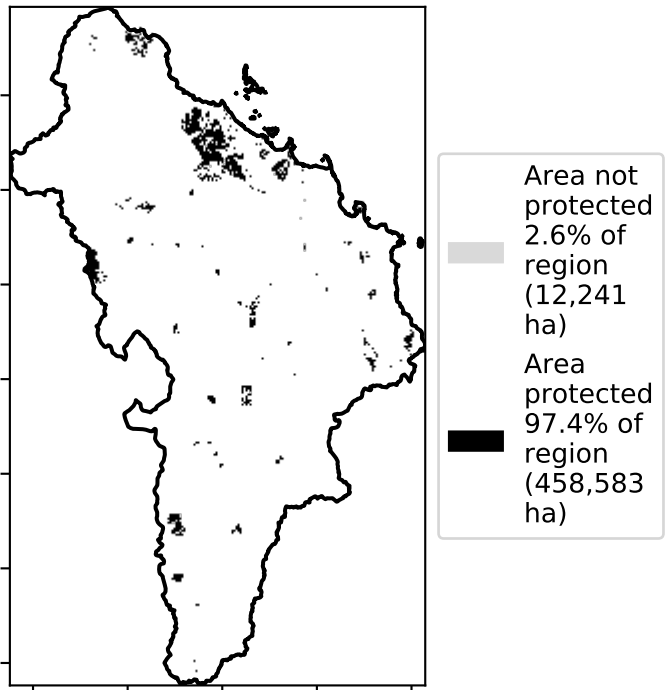 Area not
protected
2.6% of
region
(12,241
ha)
Area
protected
97.4% of
region
(458,583
ha)